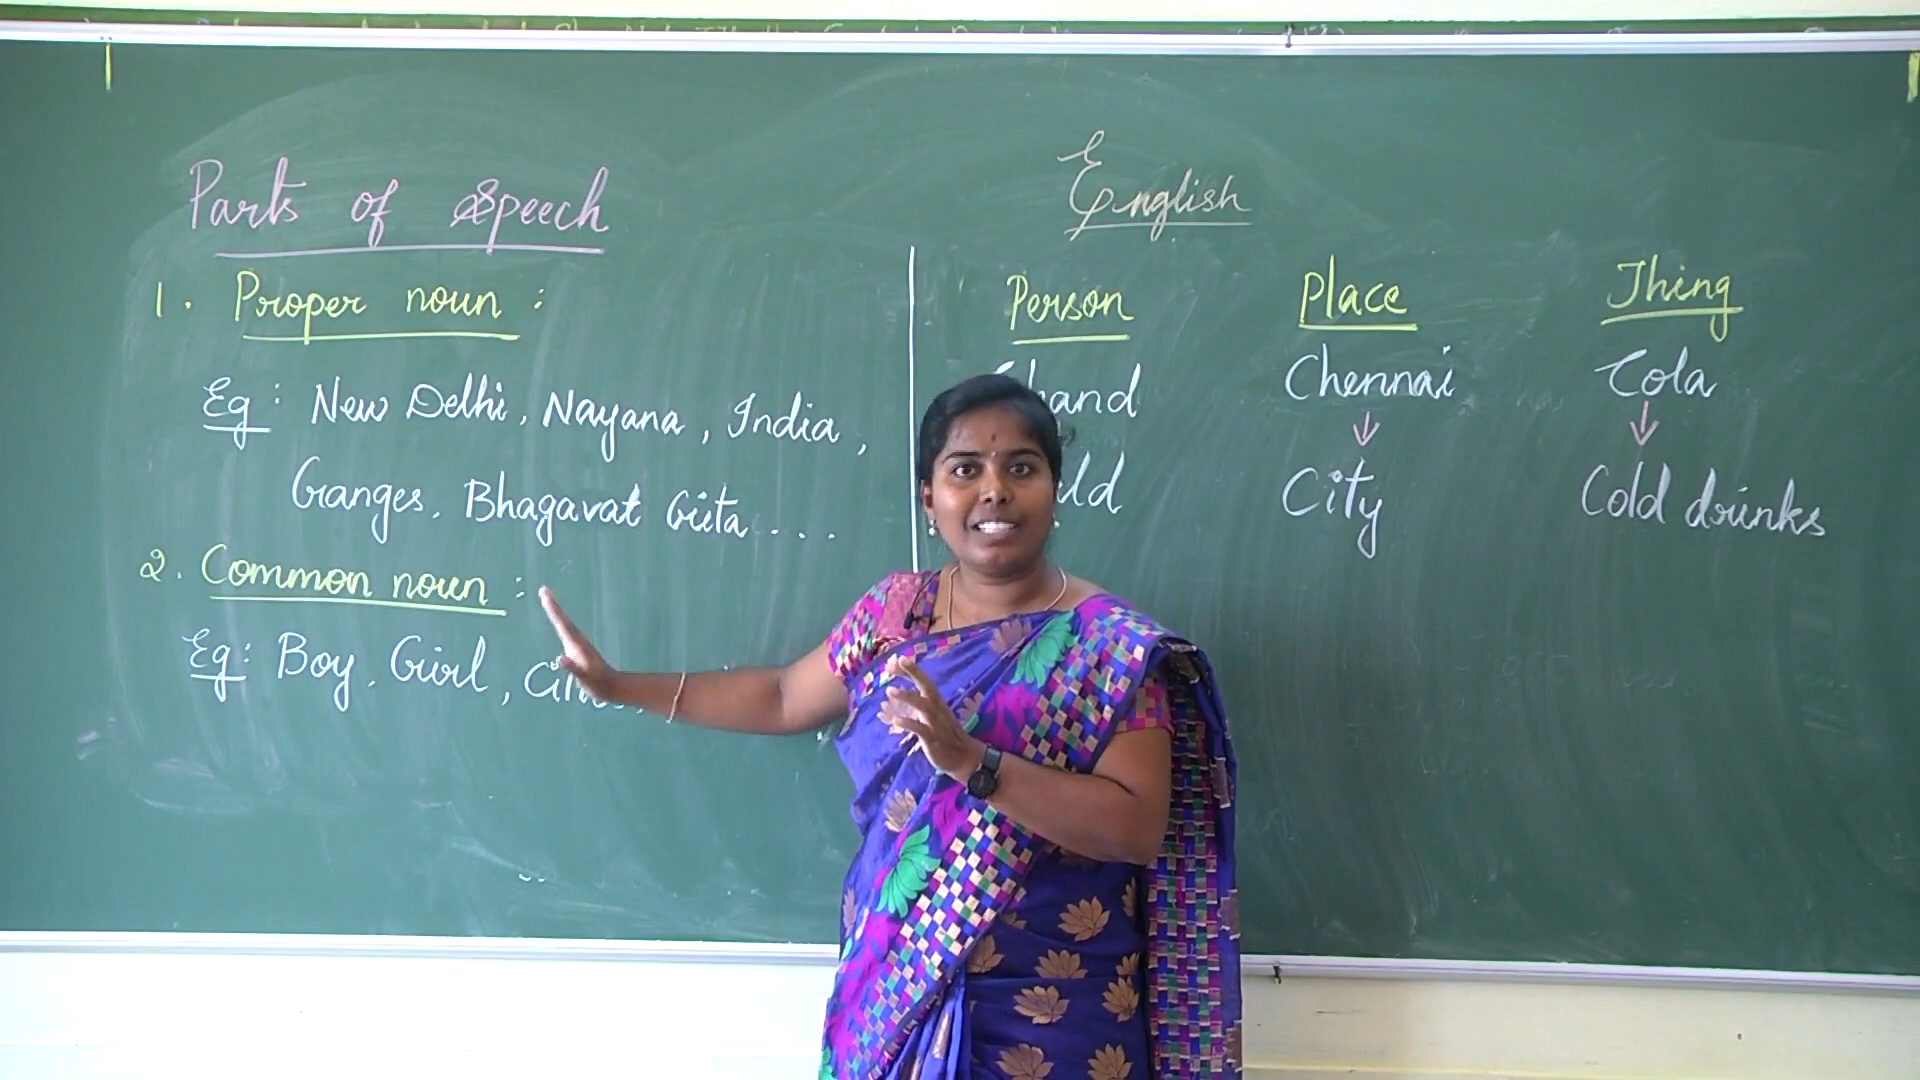 Parts of Speech
English
1. Proper noun :
Eg : New Delhi, Nayana, India,
Ganges, Bhagavat Gita ....
2. Common noun :
Eg: Boy, Girl,
Person Place Thing
Chennai Cola
City Cold drinks